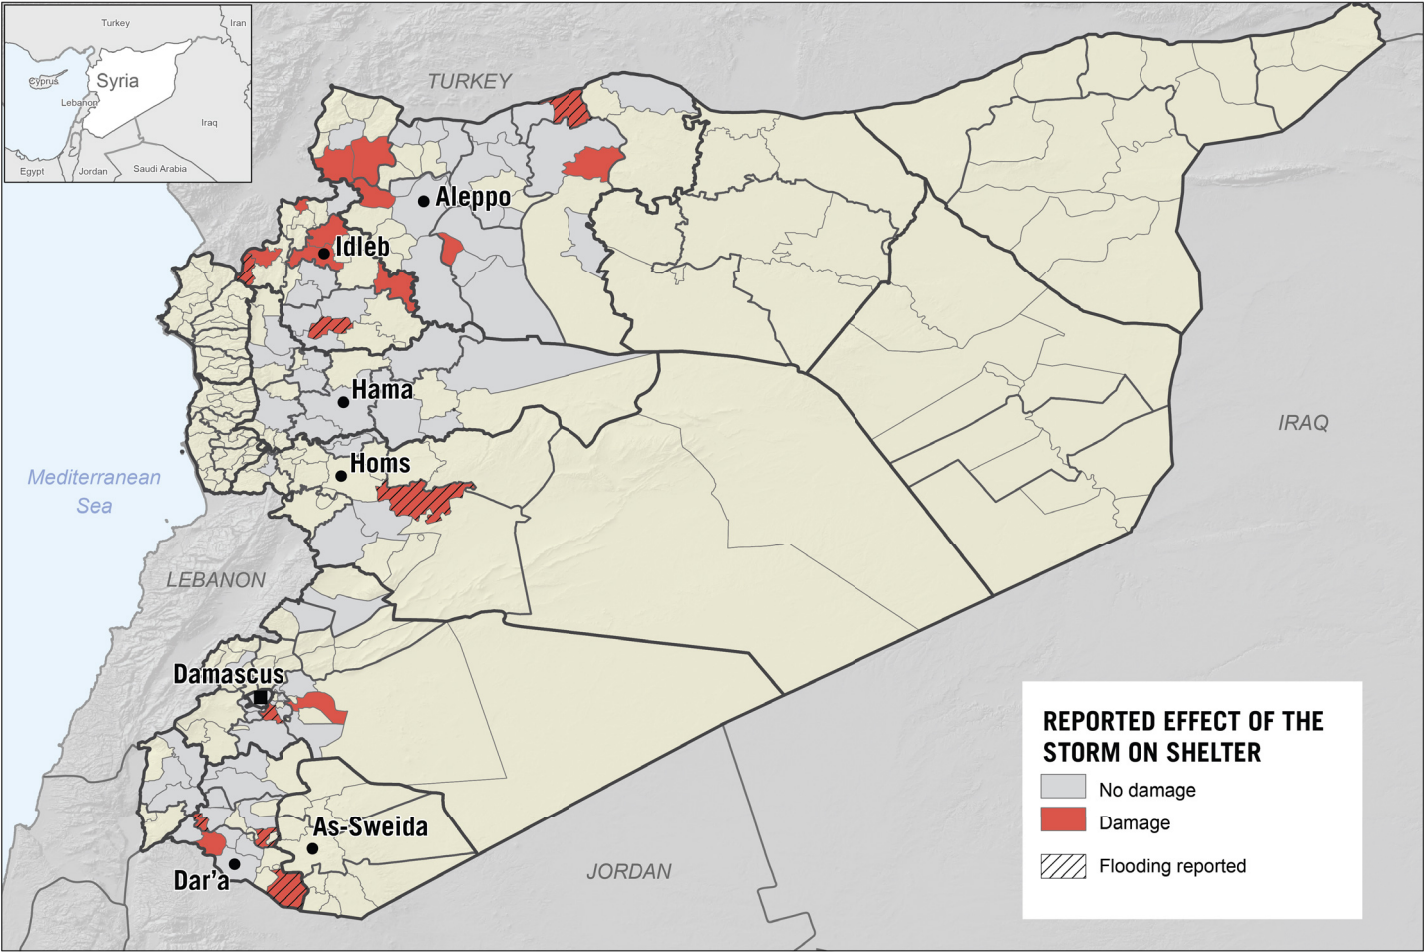 Turkey
Iran
Cyprus
Syria
Lebanon
Iraq
Egypt
Jordan
Saudi Arabia
TURKEY
Aleppo
Idleb
Hama
IRAQ
Homs
Mediterranean
Sea
LEBANON
Damascus
As-Sweida
Dar'a
JORDAN
REPORTED EFFECT OF THE
STORM ON SHELTER
No damage
Damage
Flooding reported